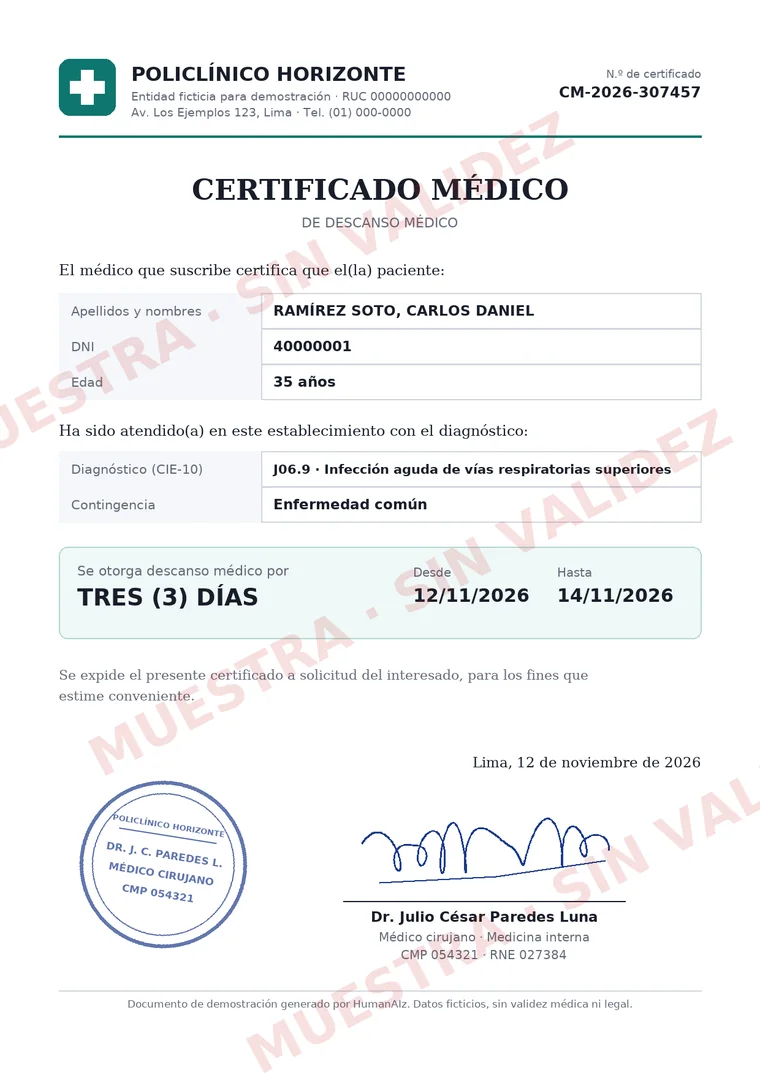 POLICLÍNICO HORIZONTE
Entidad ficticia para demostración · RUC 00000000000
Av. Los Ejemplos 123, Lima · Tel. (01) 000-0000
N.º de certificado
CM-2026-307457
CERTIFICADO MÉDICO
DE DESCANSO MÉDICO
El médico que suscribe certifica que el(la) paciente:
Apellidos y nombres RAMÍREZ SOTO, CARLOS DANIEL
DNI 40000001
Edad 35 años
Ha sido atendido(a) en este establecimiento con el diagnóstico:
Diagnóstico (CIE-10) J06.9 · Infección aguda de vías respiratorias superiores
Contingencia Enfermedad común
Se otorga descanso médico por
TRES (3) DÍAS
Desde
12/11/2026
Hasta
14/11/2026
Se expide el presente certificado a solicitud del interesado, para los fines que
estime conveniente.
Lima, 12 de noviembre de 2026
POLICLÍNICO HORIZONTE
DR. J. C. PAREDES L.
MÉDICO CIRUJANO
CMP 054321
Dr. Julio César Paredes Luna
Médico cirujano · Medicina interna
CMP 054321 · RNE 027384
Documento de demostración generado por HumanAIz. Datos ficticios, sin validez médica ni legal.
MUESTRA · SIN VALIDEZ
MUESTRA · SIN VALIDEZ
MUESTRA · SIN VAL